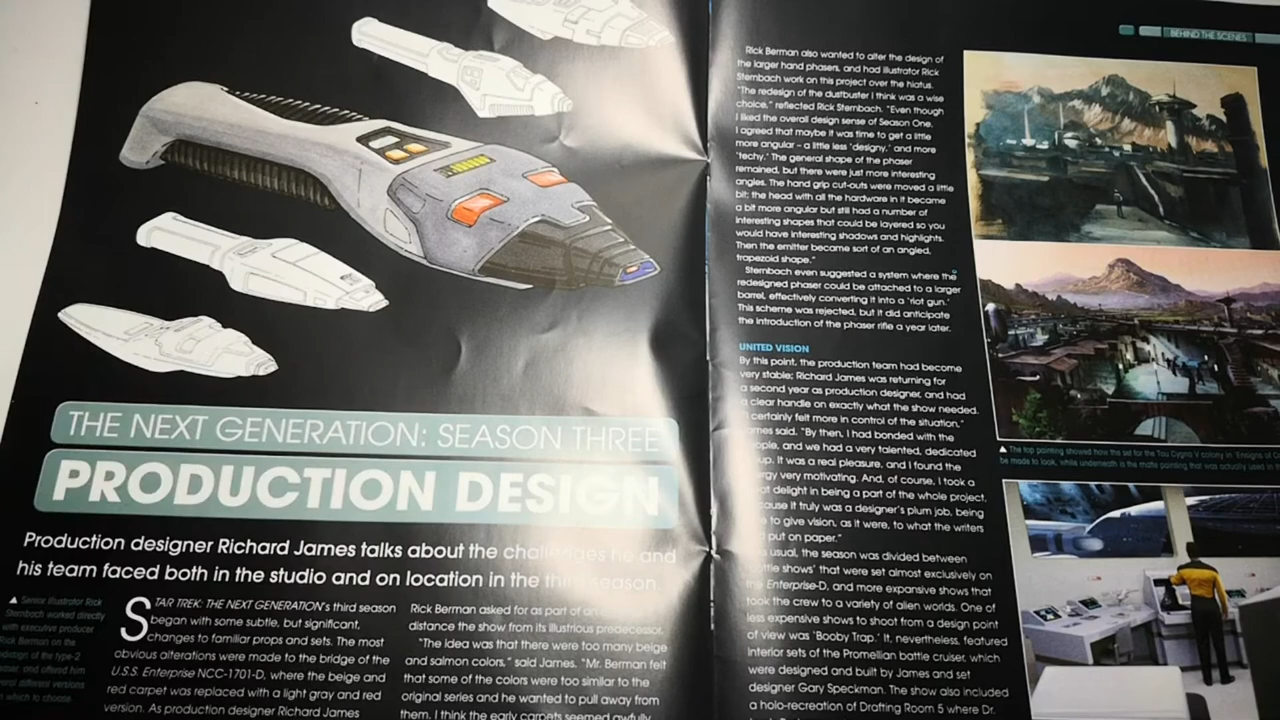 THE NEXT GENERATION: SEASON THREE
PRODUCTION DESIGN
Production designer Richard James talks about the challenges he and
his team faced both in the studio and on location in the third season.
▲ Senior illustrator Rick
Sternbach worked directly
with executive producer
Rick Berman on the
of the type-2
and offered him
different versions
which to choose.
STAR TREK: THE NEXT GENERATION's third season
began with some subtle, but significant,
changes to familiar props and sets. The most
obvious alterations were made to the bridge of the
U.S.S. Enterprise NCC-1701-D, where the beige and
red carpet was replaced with a light gray and red
version. As production designer Richard James
Rick Berman asked for as part of an
distance the show from its illustrious predecessor.
"The idea was that there were too many beige
and salmon colors," said James. "Mr. Berman felt
that some of the colors were too similar to the
original series and he wanted to pull away from
them. I think the early carpets seemed awfully
BEHIND THE SCENES
Rick Berman also wanted to alter the design of
the larger hand phasers, and had illustrator Rick
Sternbach work on this project over the hiatus.
"The redesign of the dustbuster I think was a wise
choice," reflected Rick Sternbach. "Even though
I liked the overall design sense of Season One,
I agreed that maybe it was time to get a little
more angular – a little less 'designy,' and more
'techy.' The general shape of the phaser
remained, but there were just more interesting
angles. The hand grip cut-outs were moved a little
bit; the head with all the hardware in it became
a bit more angular but still had a number of
interesting shapes that could be layered so you
would have interesting shadows and highlights.
Then the emitter became sort of an angled,
trapezoid shape."
Sternbach even suggested a system where the
redesigned phaser could be attached to a larger
barrel, effectively converting it into a 'riot gun.'
This scheme was rejected, but it did anticipate
the introduction of the phaser rifle a year later.
UNITED VISION
By this point, the production team had become
very stable; Richard James was returning for
a second year as production designer, and had
a clear handle on exactly what the show needed.
certainly felt more in control of the situation,"
James said. "By then, I had bonded with the
people, and we had a very talented, dedicated
up. It was a real pleasure, and I found the
energy very motivating. And, of course, I took a
great delight in being a part of the whole project,
because it truly was a designer's plum job, being
to give vision, as it were, to what the writers
put on paper."
As usual, the season was divided between
'bottle shows' that were set almost exclusively on
the Enterprise-D, and more expensive shows that
took the crew to a variety of alien worlds. One of
less expensive shows to shoot from a design point
of view was 'Booby Trap.' It, nevertheless, featured
interior sets of the Promellian battle cruiser, which
were designed and built by James and set
designer Gary Speckman. The show also included
a holo-recreation of Drafting Room 5 where Dr.
▲ The top painting showed how the set for the Tau Cygna V colony in 'Ensigns of
be made to look, while underneath is the matte painting that was actually used in